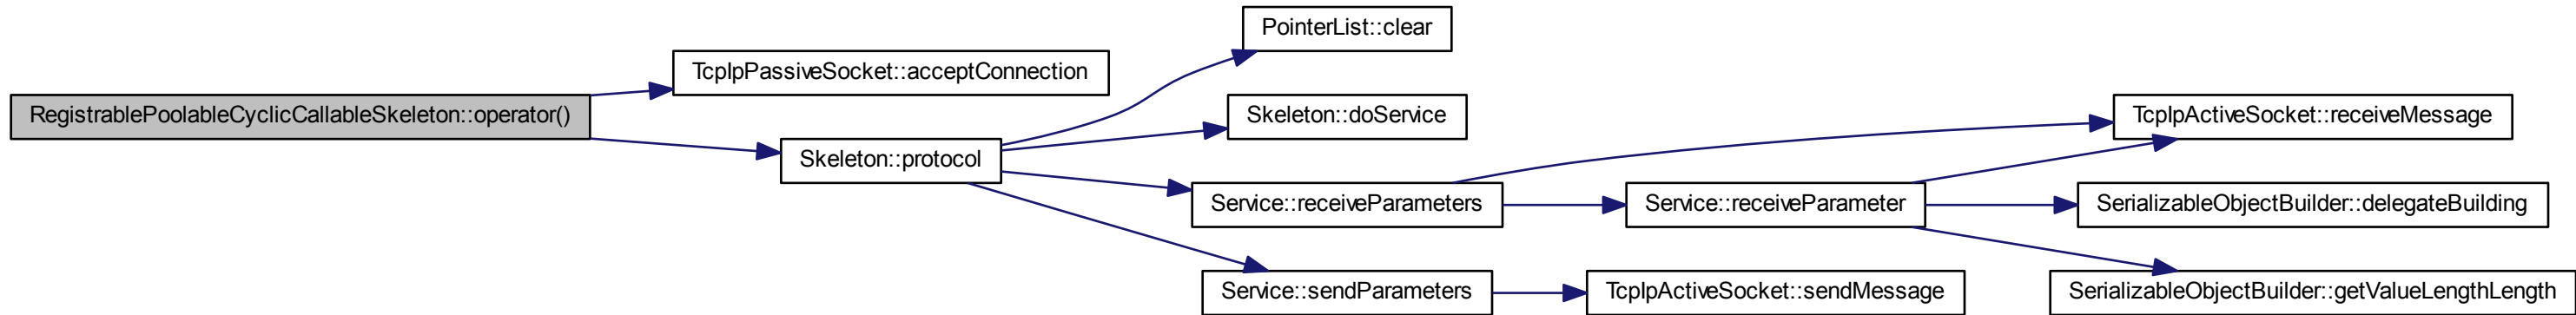 RegistrablePoolableCyclicCallableSkeleton::operator()
TcpIpPassiveSocket::acceptConnection
Skeleton::protocol
PointerList::clear
Skeleton::doService
Service::receiveParameters
Service::sendParameters
Service::receiveParameter
TcpIpActiveSocket::sendMessage
TcpIpActiveSocket::receiveMessage
SerializableObjectBuilder::delegateBuilding
SerializableObjectBuilder::getValueLengthLength